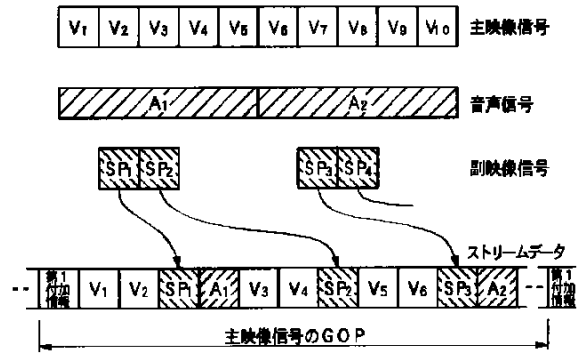 V1 V2 V3 V4 V5 V6 V7 V8 V9 V10 主映像信号
A1 A2 音声信号
SP1 SP2 SP3 SP4 副映像信号
ストリームデータ
第1付加情報 V1 V2 SP1 A1 V3 V4 SP2 V5 V6 SP3 A2 第1付加情報
主映像信号のGOP